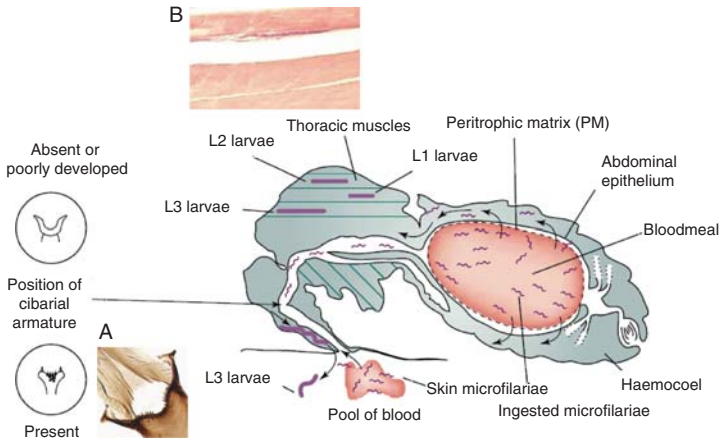 B
Thoracic muscles
Peritrophic matrix (PM)
L2 larvae
L1 larvae
Absent or
poorly developed
Abdominal
epithelium
L3 larvae
Bloodmeal
Position of
cibarial
armature
A
L3 larvae
Skin microfilariae
Haemocoel
Pool of blood
Ingested microfilariae
Present